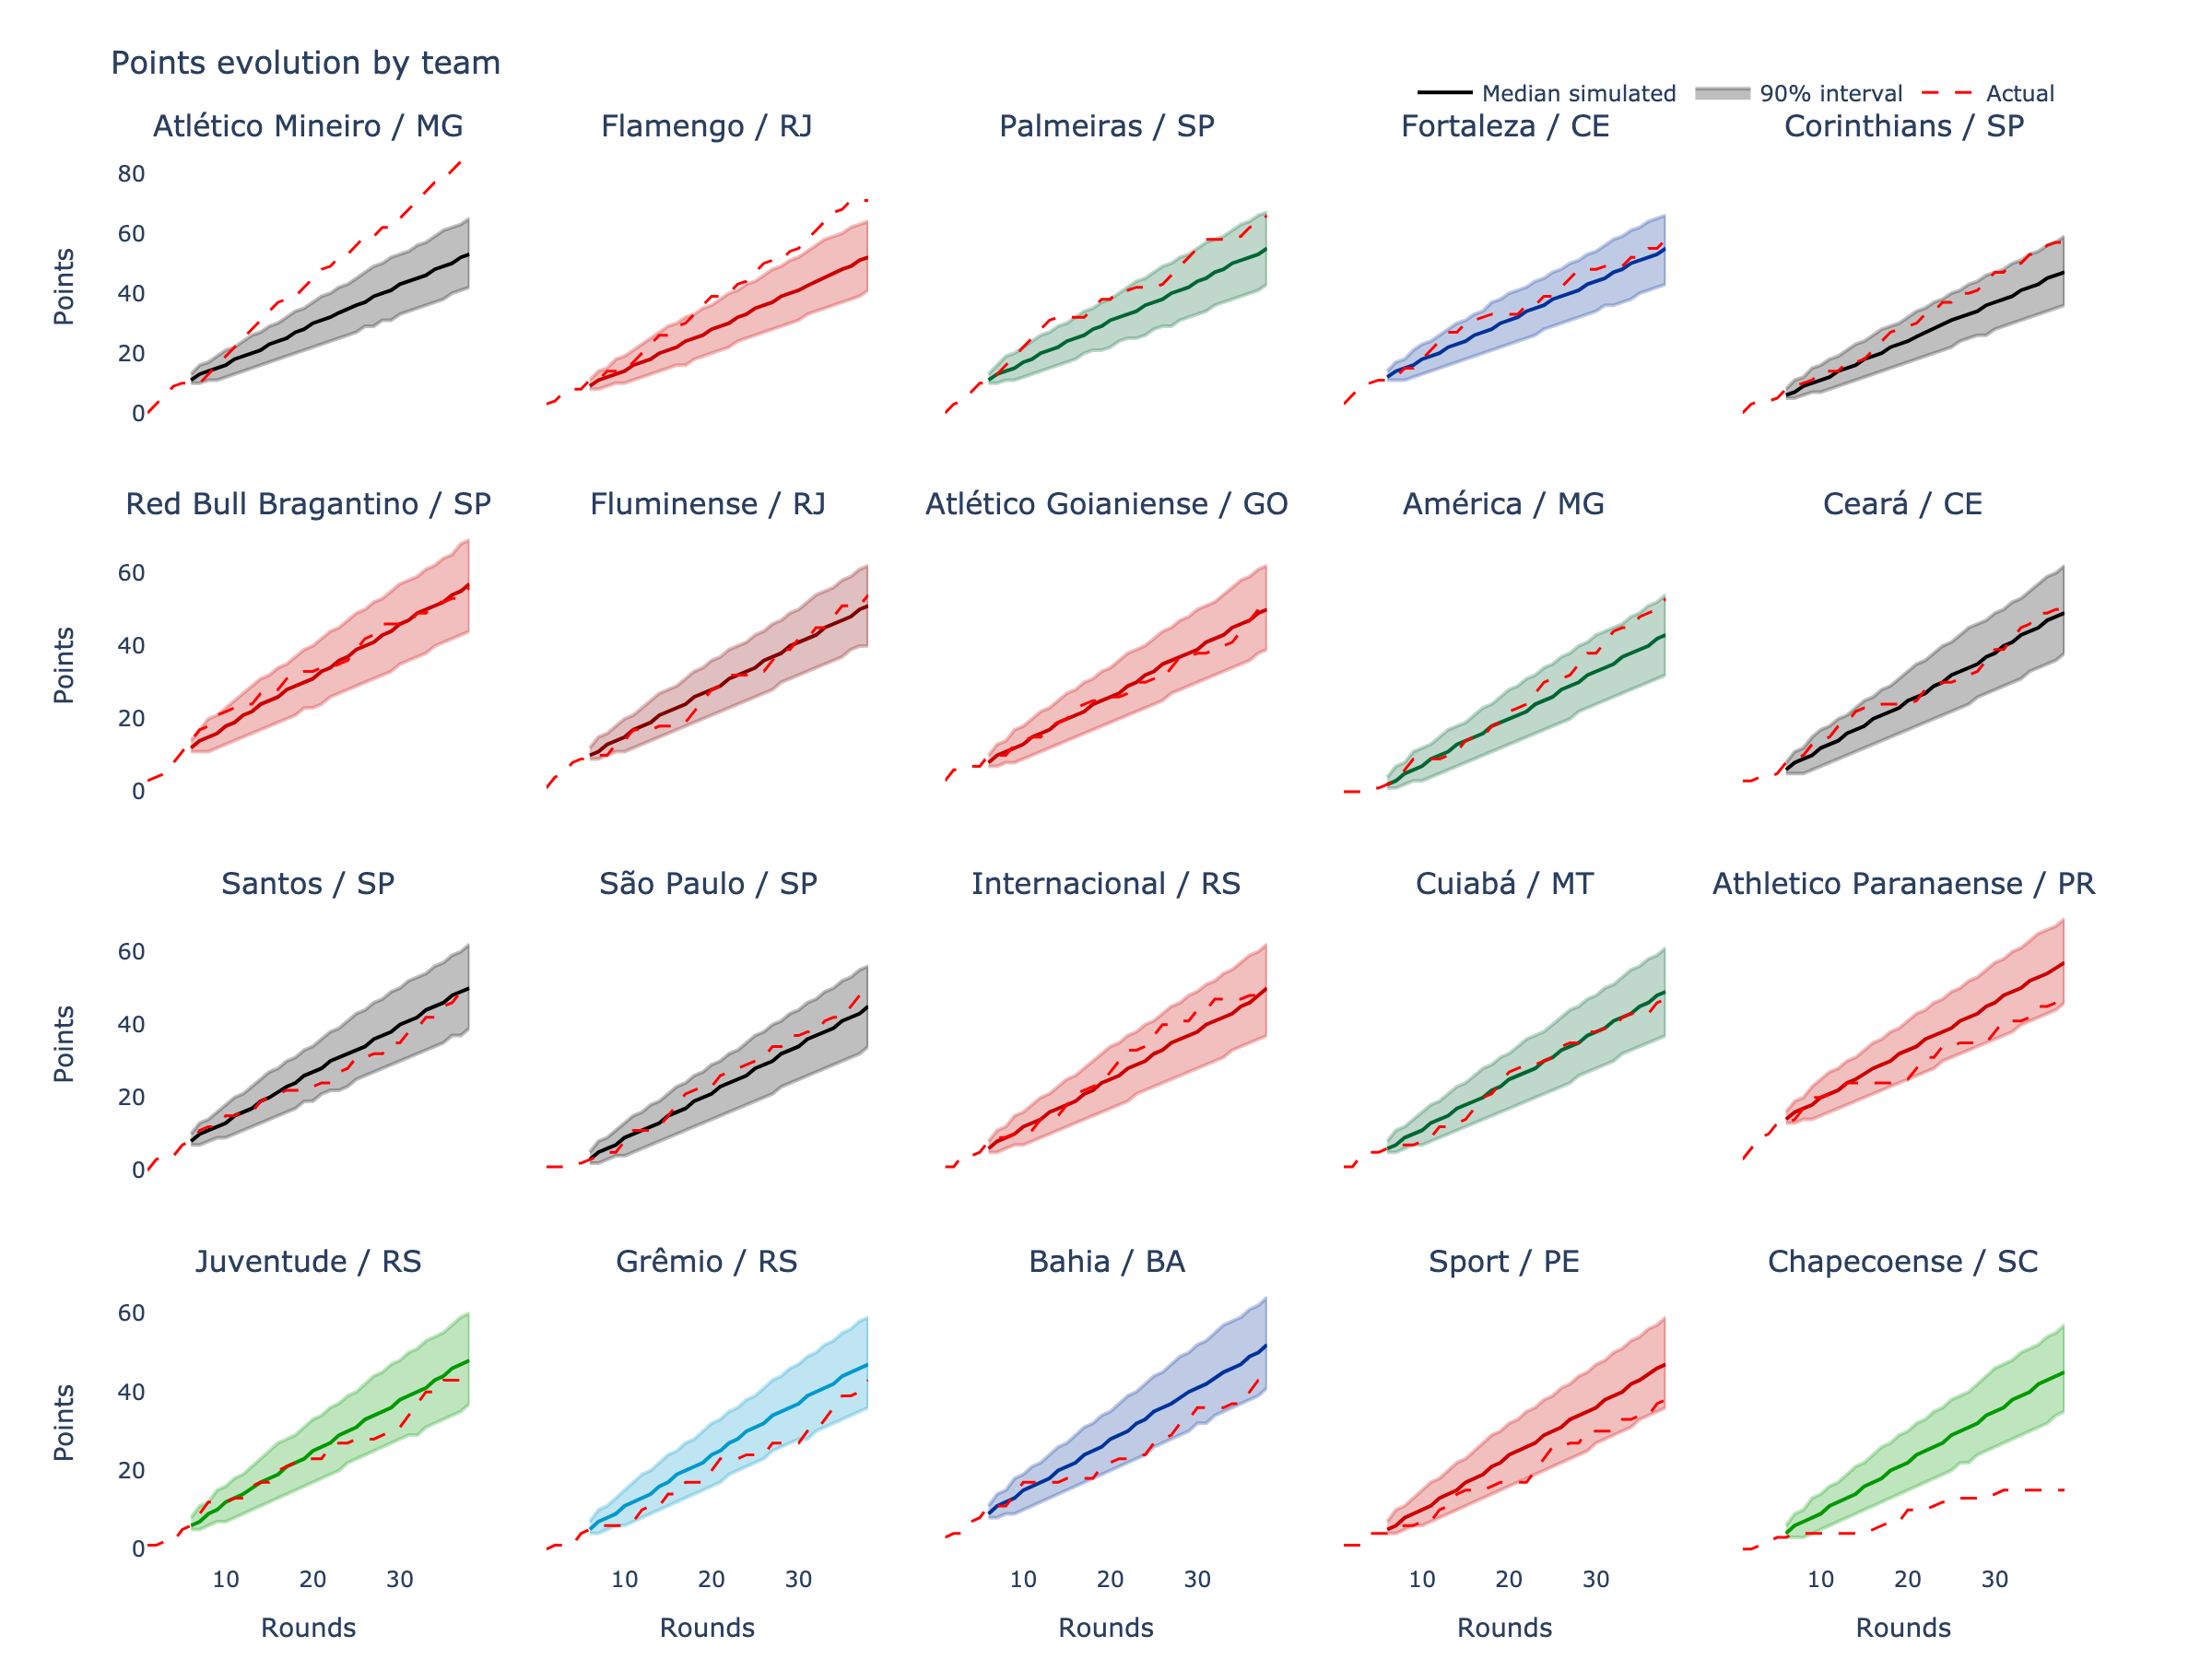 Points evolution by team
Median simulated 90% interval Actual
Atlético Mineiro / MG Flamengo / RJ Palmeiras / SP Fortaleza / CE Corinthians / SP
80
60
40
20
0
Points
Red Bull Bragantino / SP Fluminense / RJ Atlético Goianiense / GO América / MG Ceará / CE
60
40
20
0
Points
Santos / SP São Paulo / SP Internacional / RS Cuiabá / MT Athletico Paranaense / PR
60
40
20
0
Points
Juventude / RS Grêmio / RS Bahia / BA Sport / PE Chapecoense / SC
60
40
20
0
Points
10 20 30 10 20 30 10 20 30 10 20 30 10 20 30
Rounds Rounds Rounds Rounds Rounds